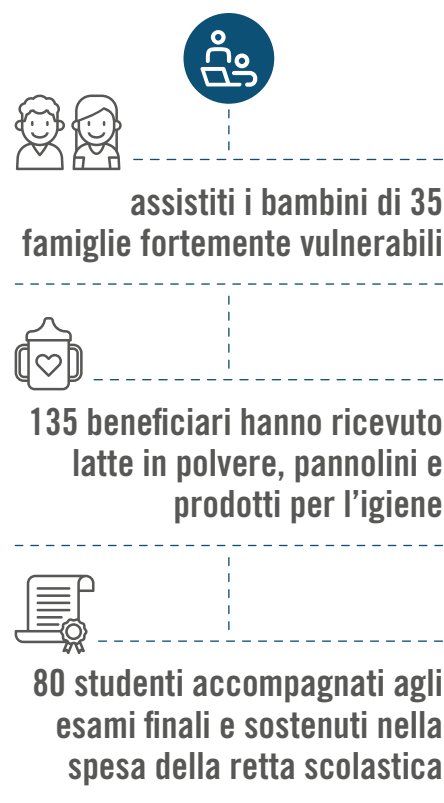 assistiti i bambini di 35
famiglie fortemente vulnerabili
135 beneficiari hanno ricevuto
latte in polvere, pannolini e
prodotti per l’igiene
80 studenti accompagnati agli
esami finali e sostenuti nella
spesa della retta scolastica